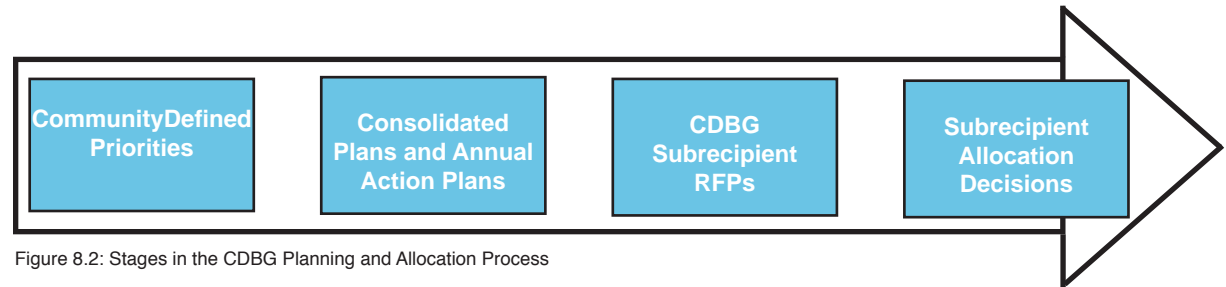 CommunityDefined
Priorities
Consolidated
Plans and Annual
Action Plans
CDBG
Subrecipient
RFPs
Subrecipient
Allocation
Decisions
Figure 8.2: Stages in the CDBG Planning and Allocation Process